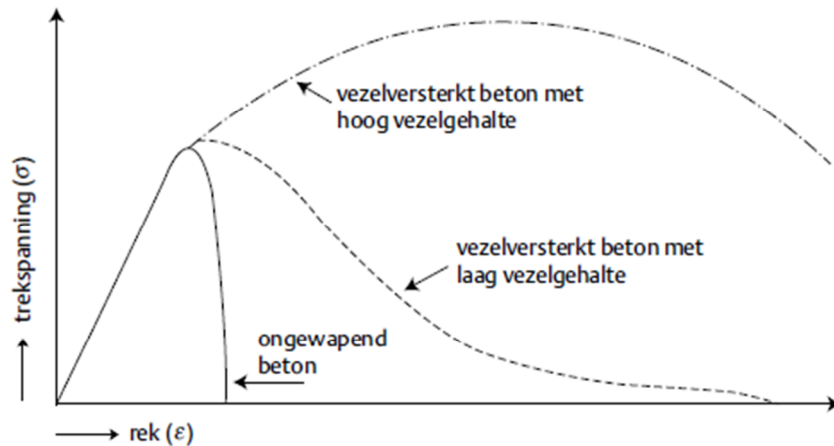 vezelversterkt beton met
hoog vezelgehalte
vezelversterkt beton met
laag vezelgehalte
ongewapend
beton
trekspanning (σ)
rek (ε)